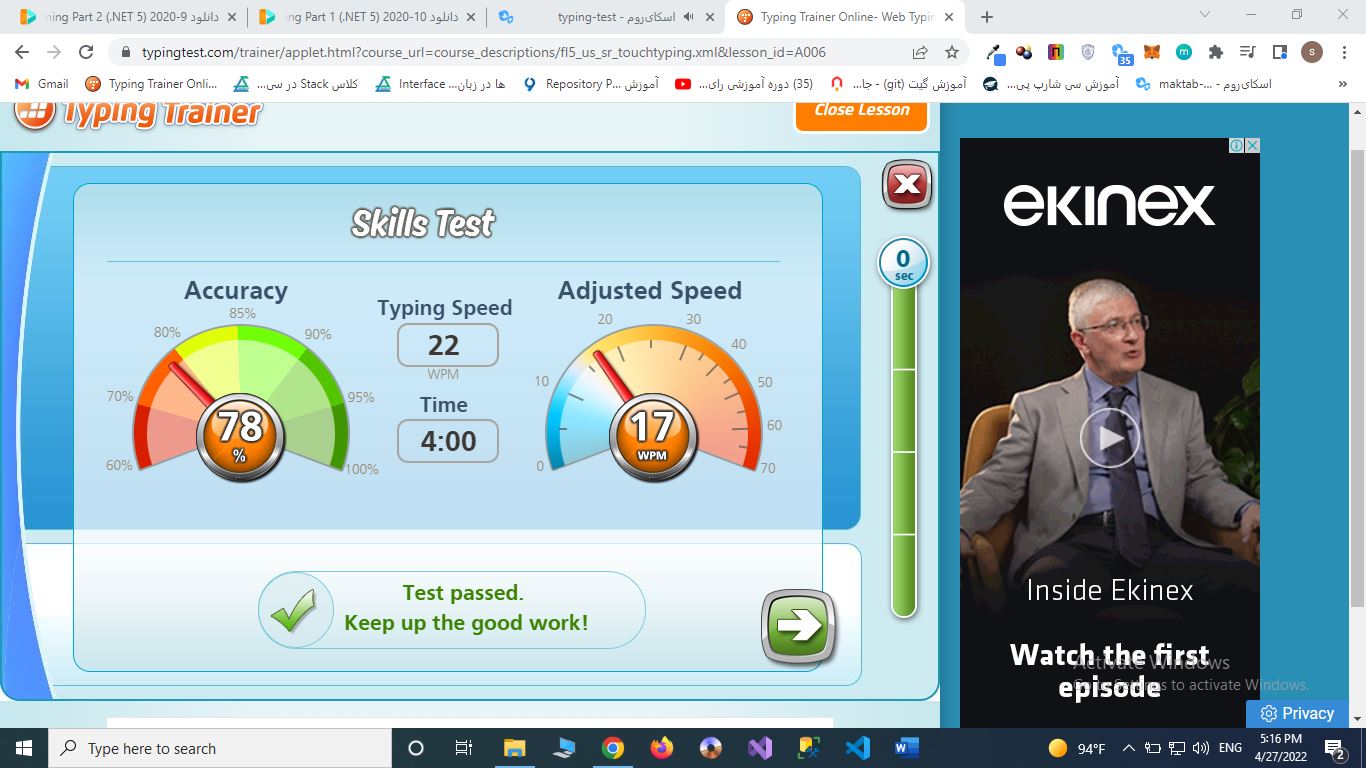 دانلود 9-2020 (.NET 5) ning Part 2
دانلود 10-2020 (.NET 5) ing Part 1
اسکای‌روم - typing-test
Typing Trainer Online- Web Typin
typingtest.com/trainer/applet.html?course_url=course_descriptions/fl5_us_sr_touchtyping.xml&lesson_id=A006
35
m
S
Gmail
Typing Trainer Onli...
کلاس Stack در سی...
Interface ها در زبان...
آموزش Repository P...
(35) دوره آموزشی رای...
آموزش گیت (git) - جا...
آموزش سی شارپ پی...
اسکای‌روم - maktab-...
»
Typing Trainer
Close Lesson
Skills Test
0
sec
Accuracy
60%
70%
80%
85%
90%
95%
100%
78
%
Typing Speed
22
WPM
Time
4:00
Adjusted Speed
0
10
20
30
40
50
60
70
17
WPM
Test passed.
Keep up the good work!
ekinex
Inside Ekinex
Watch the first
episode
Activate Windows
Go to Settings to activate Windows.
Privacy
Type here to search
94°F
ENG
5:16 PM
4/27/2022
2